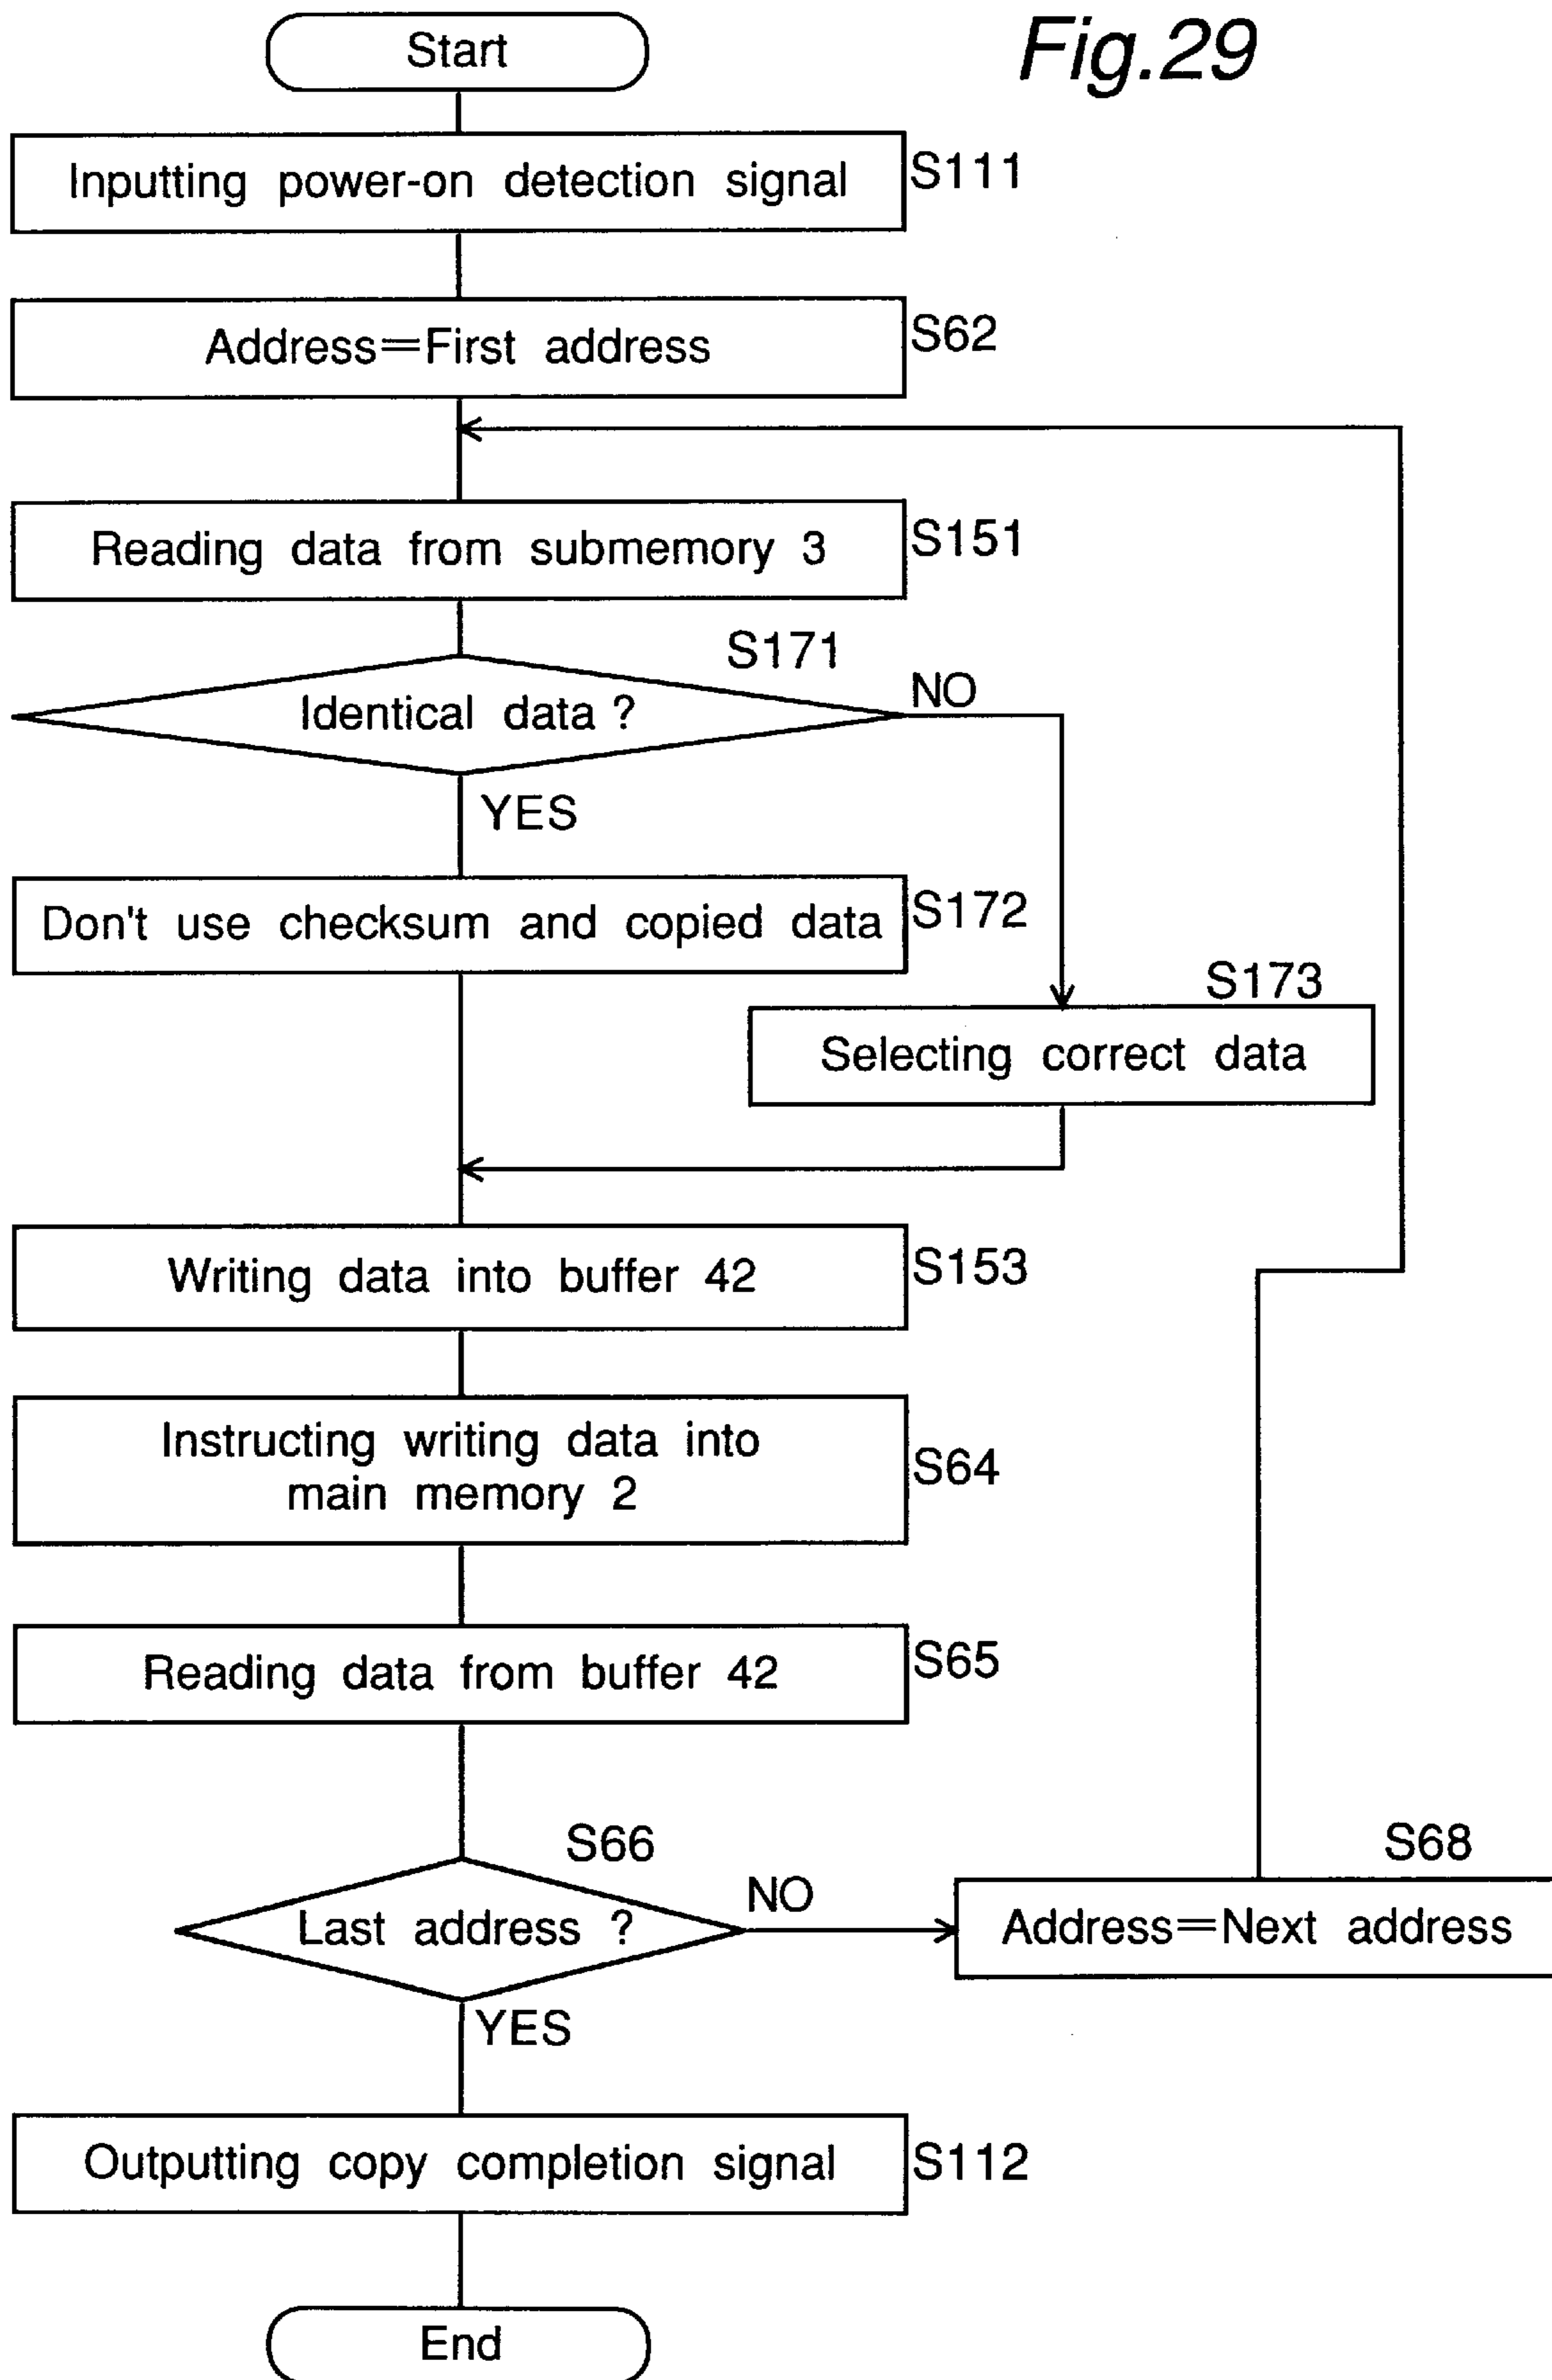 Fig.29
Start
Inputting power-on detection signal
S111
Address=First address
S62
Reading data from submemory 3
S151
S171
Identical data ?
NO
YES
Don't use checksum and copied data
S172
S173
Selecting correct data
Writing data into buffer 42
S153
Instructing writing data into
main memory 2
S64
Reading data from buffer 42
S65
S66
Last address ?
NO
S68
Address=Next address
YES
Outputting copy completion signal
S112
End